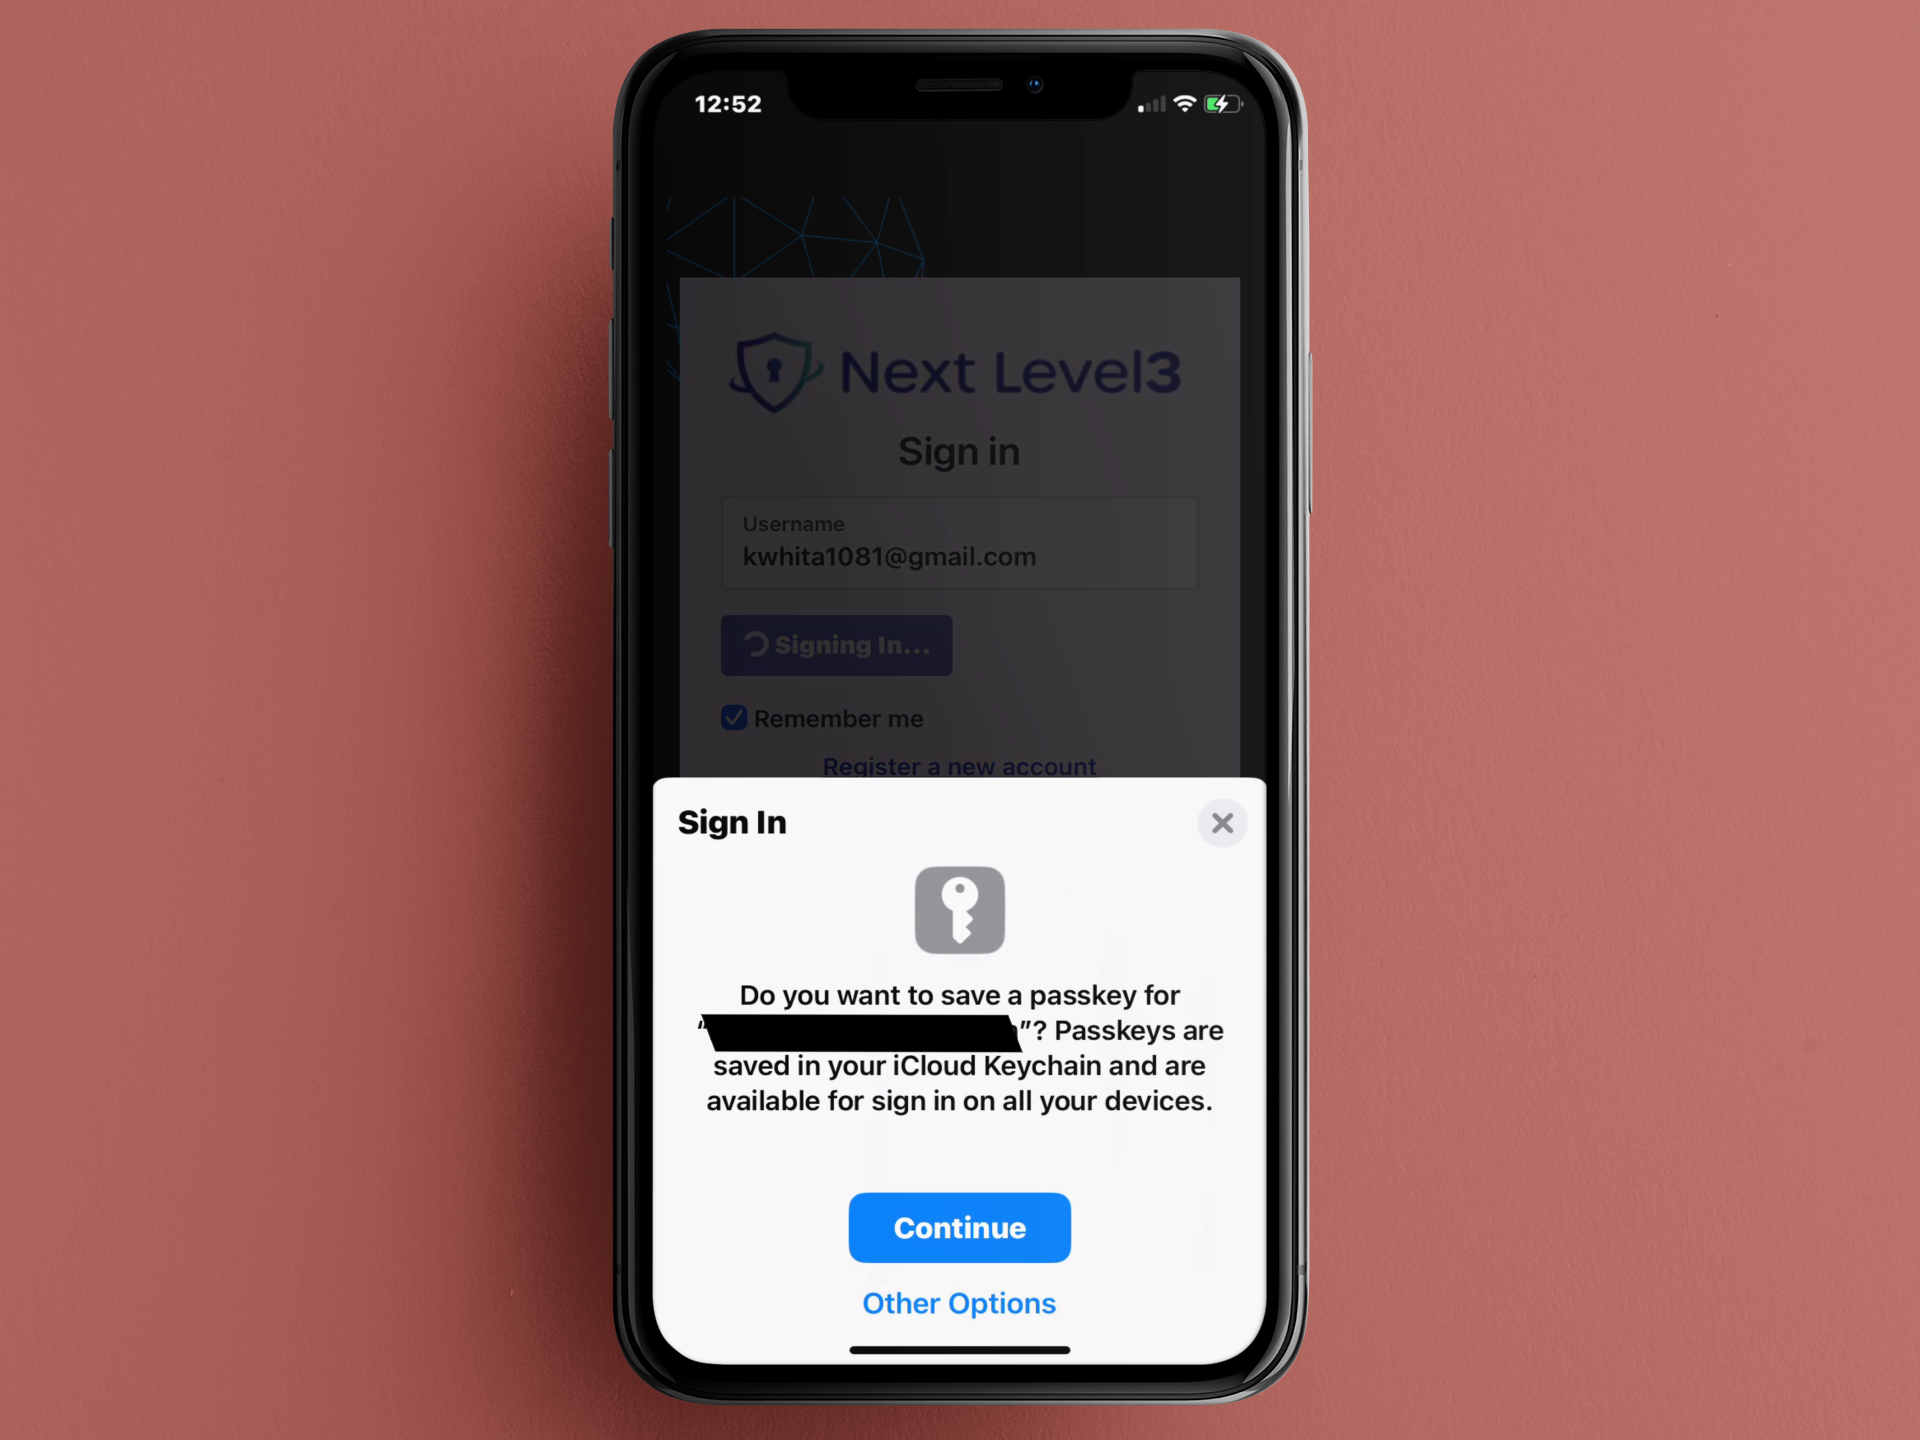 12:52
Next Level3
Sign in
Username
kwhita1081@gmail.com
Signing In...
Remember me
Register a new account
Sign In
Do you want to save a passkey for
“”? Passkeys are
saved in your iCloud Keychain and are
available for sign in on all your devices.
Continue
Other Options